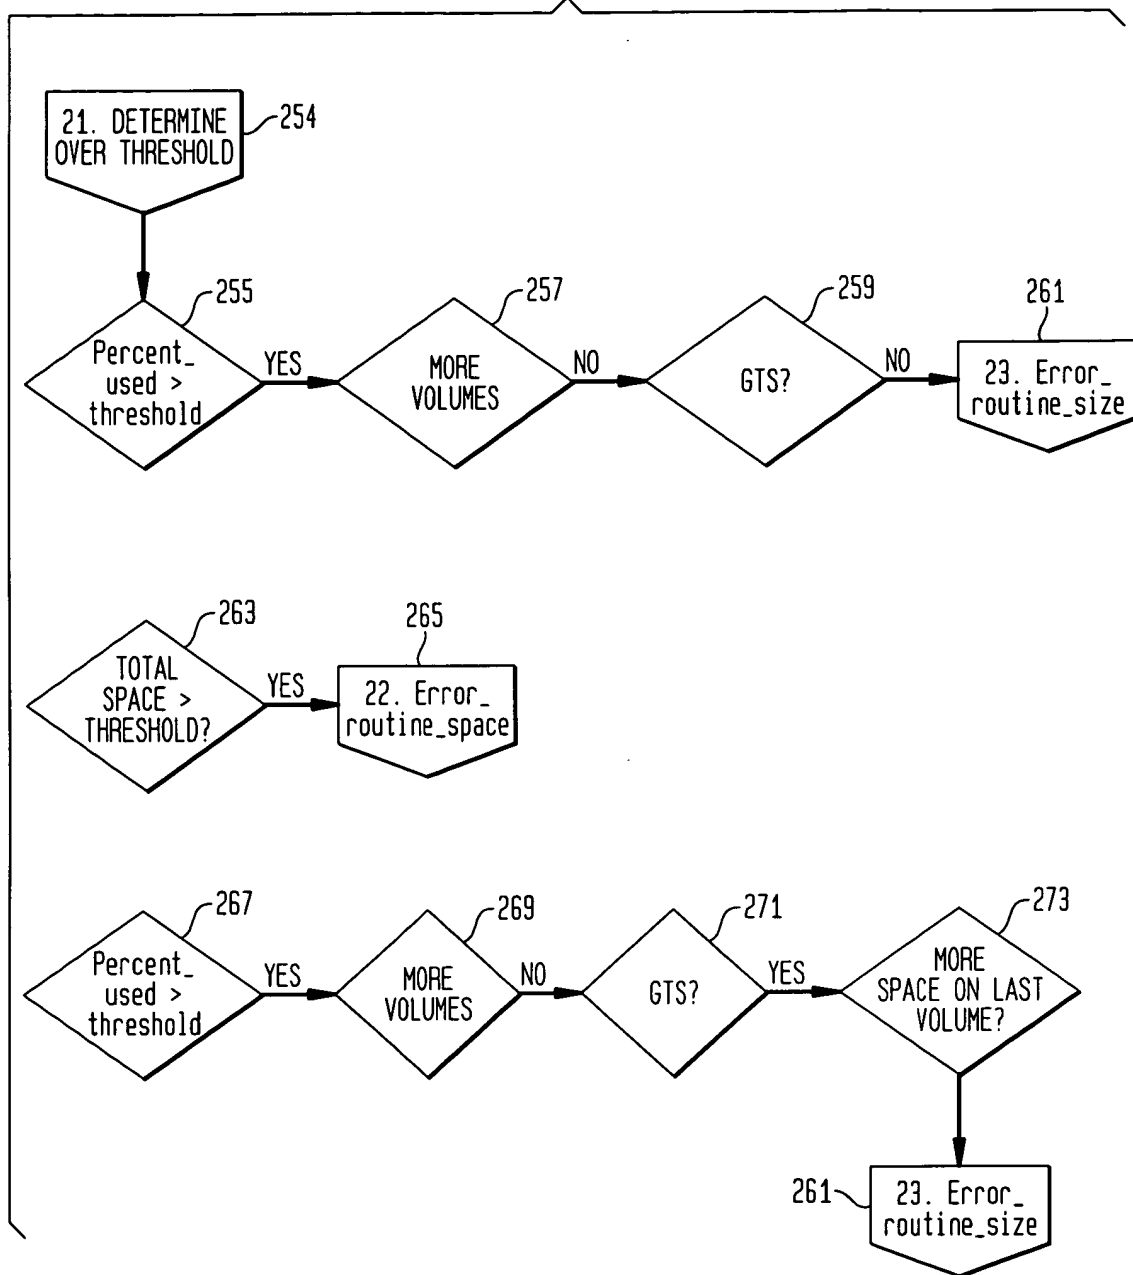 21. DETERMINE
OVER THRESHOLD
254
255
Percent_
used >
threshold
YES
257
MORE
VOLUMES
NO
259
GTS?
NO
261
23. Error_
routine_size
263
TOTAL
SPACE >
THRESHOLD?
YES
265
22. Error_
routine_space
267
Percent_
used >
threshold
YES
269
MORE
VOLUMES
NO
271
GTS?
YES
273
MORE
SPACE ON LAST
VOLUME?
261
23. Error_
routine_size